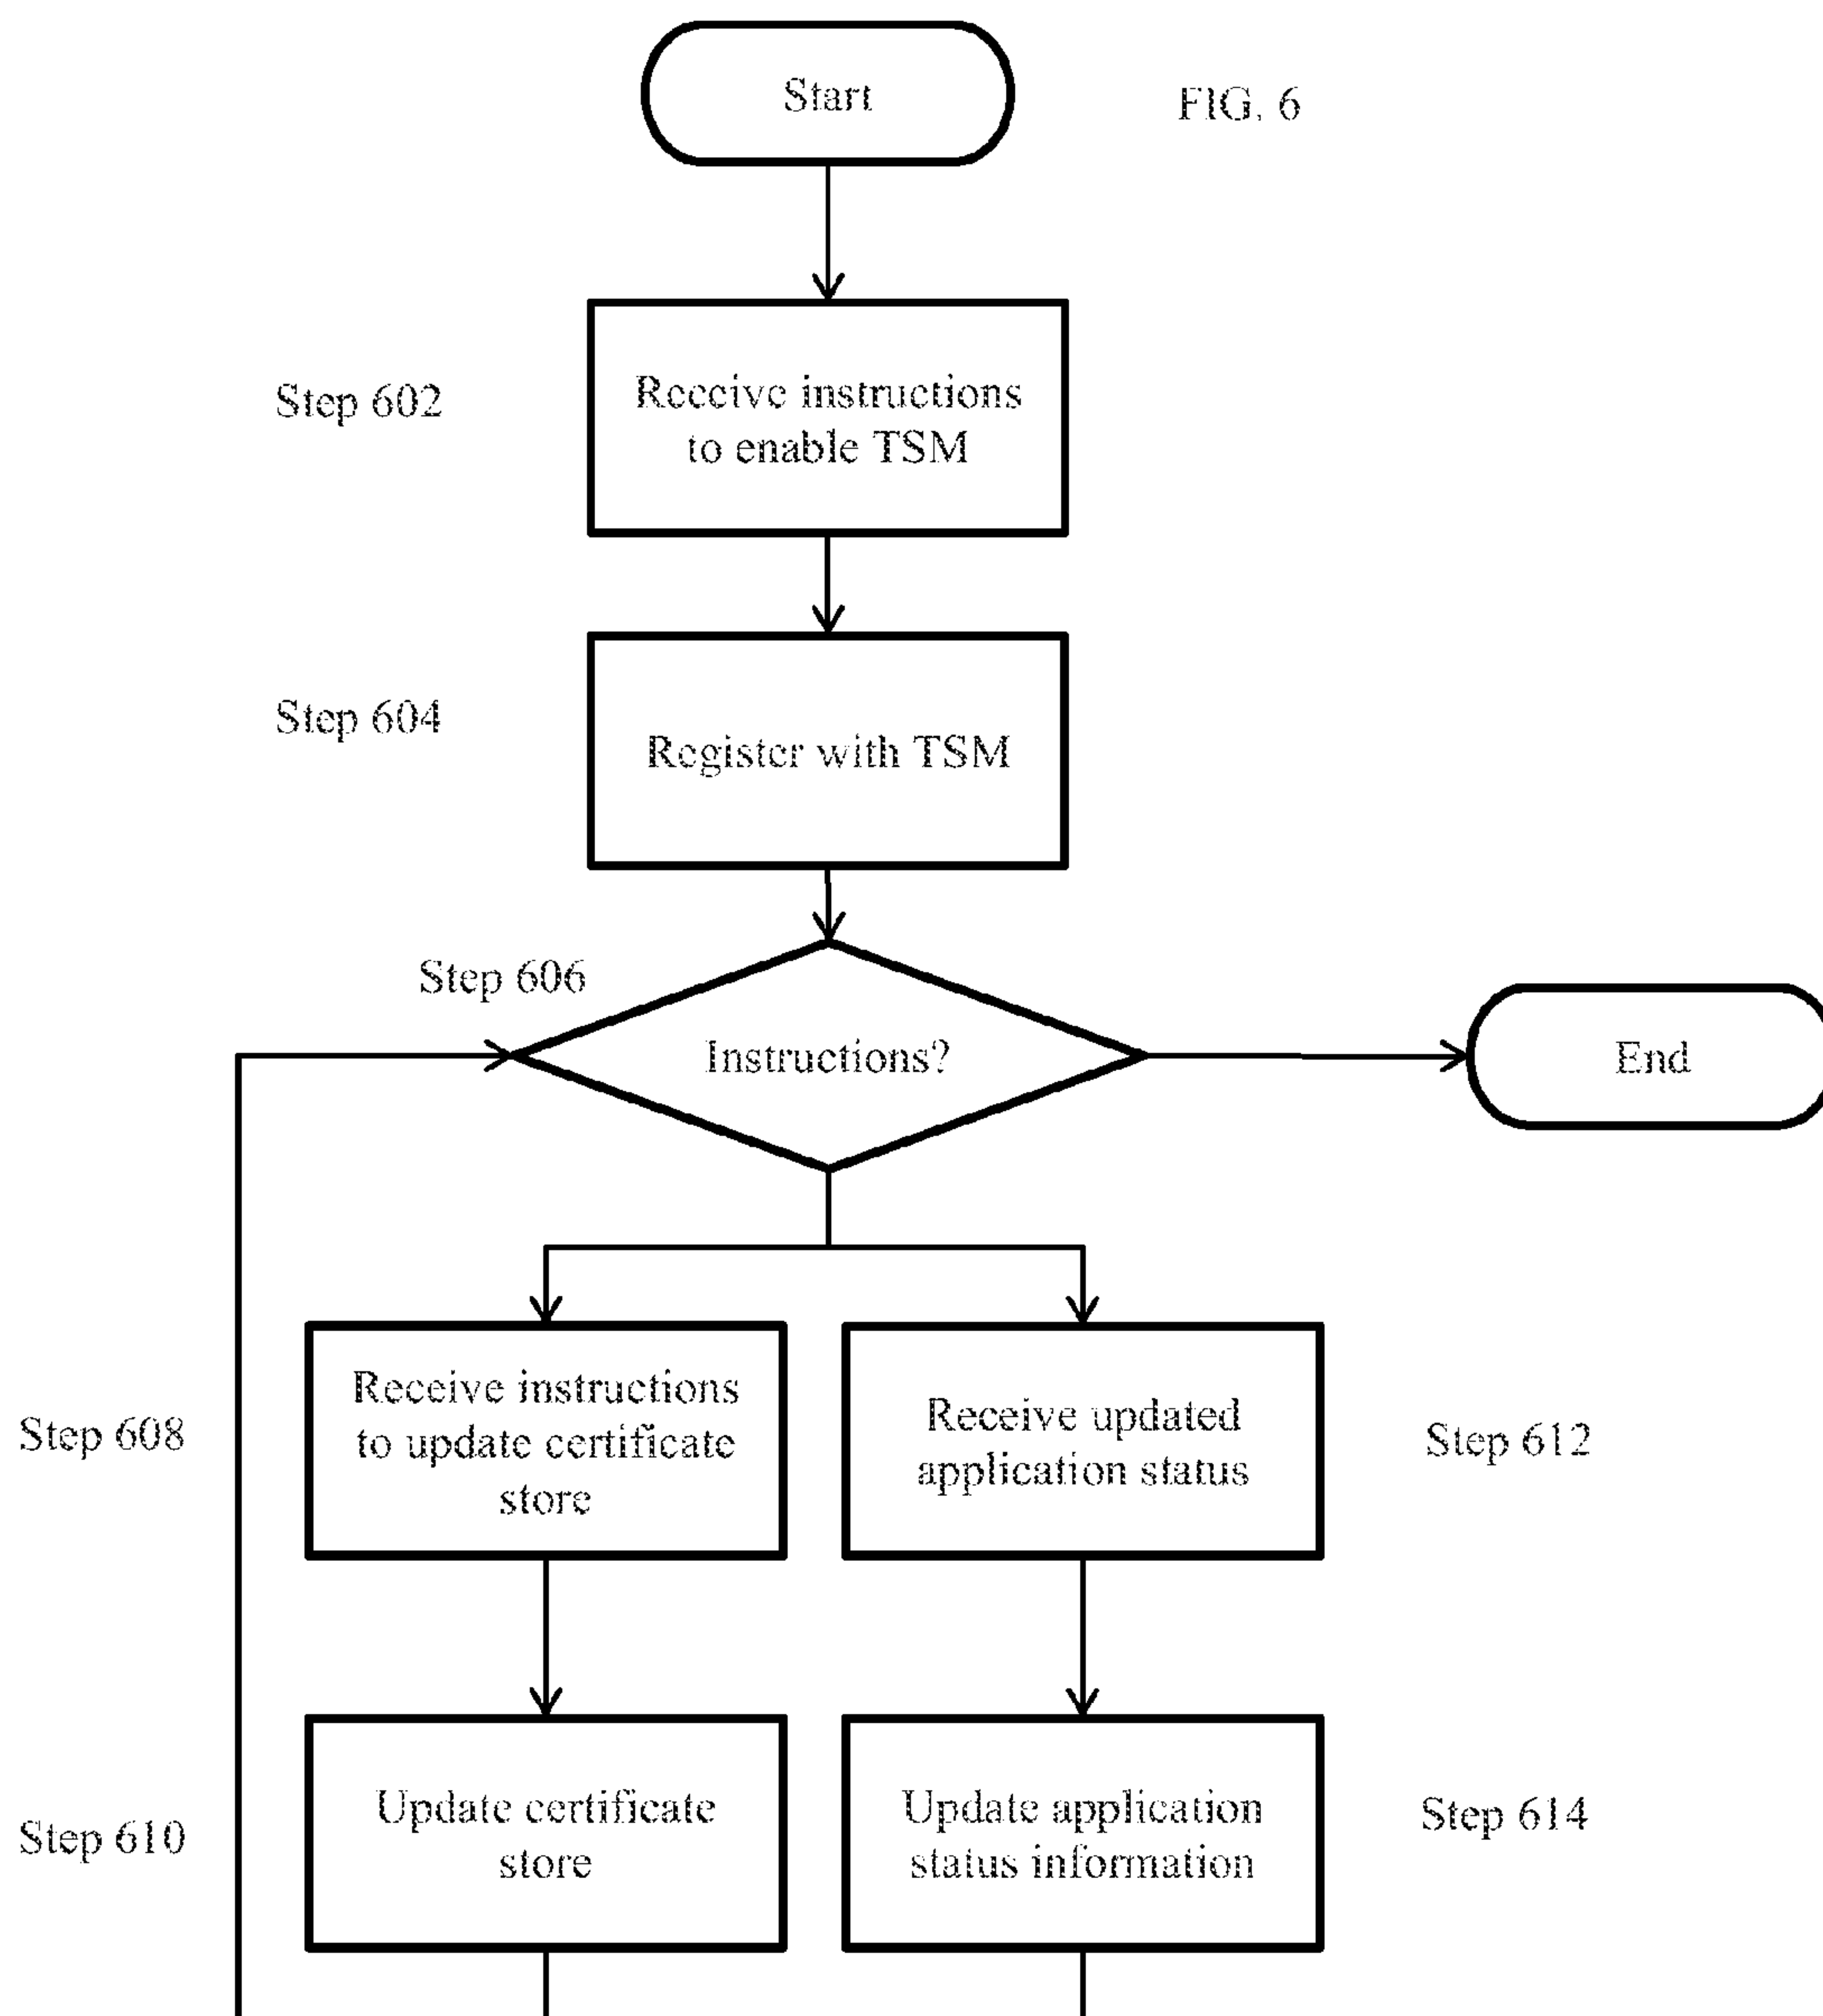 Start
FIG. 6
Step 602
Receive instructions
to enable TSM
Step 604
Register with TSM
Step 606
Instructions?
End
Step 608
Receive instructions
to update certificate
store
Receive updated
application status
Step 612
Step 610
Update certificate
store
Update application
status information
Step 614